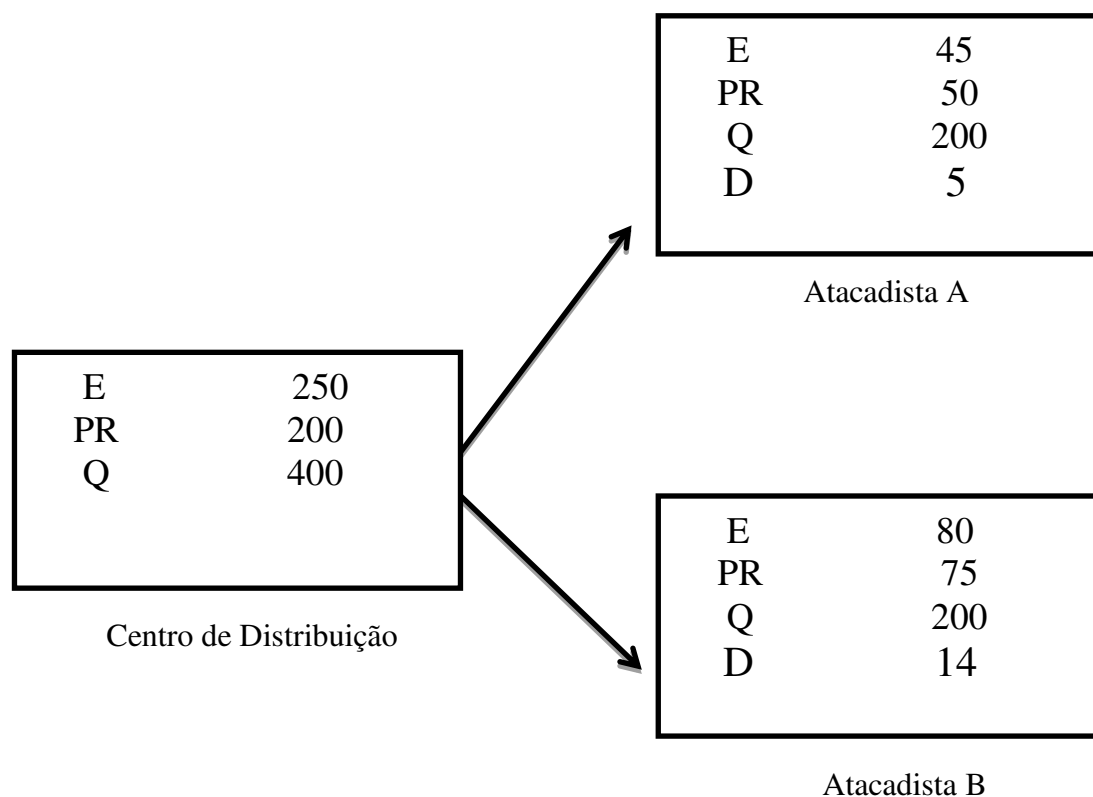 E 45
PR 50
Q 200
D 5
Atacadista A
E 250
PR 200
Q 400
Centro de Distribuição
E 80
PR 75
Q 200
D 14
Atacadista B